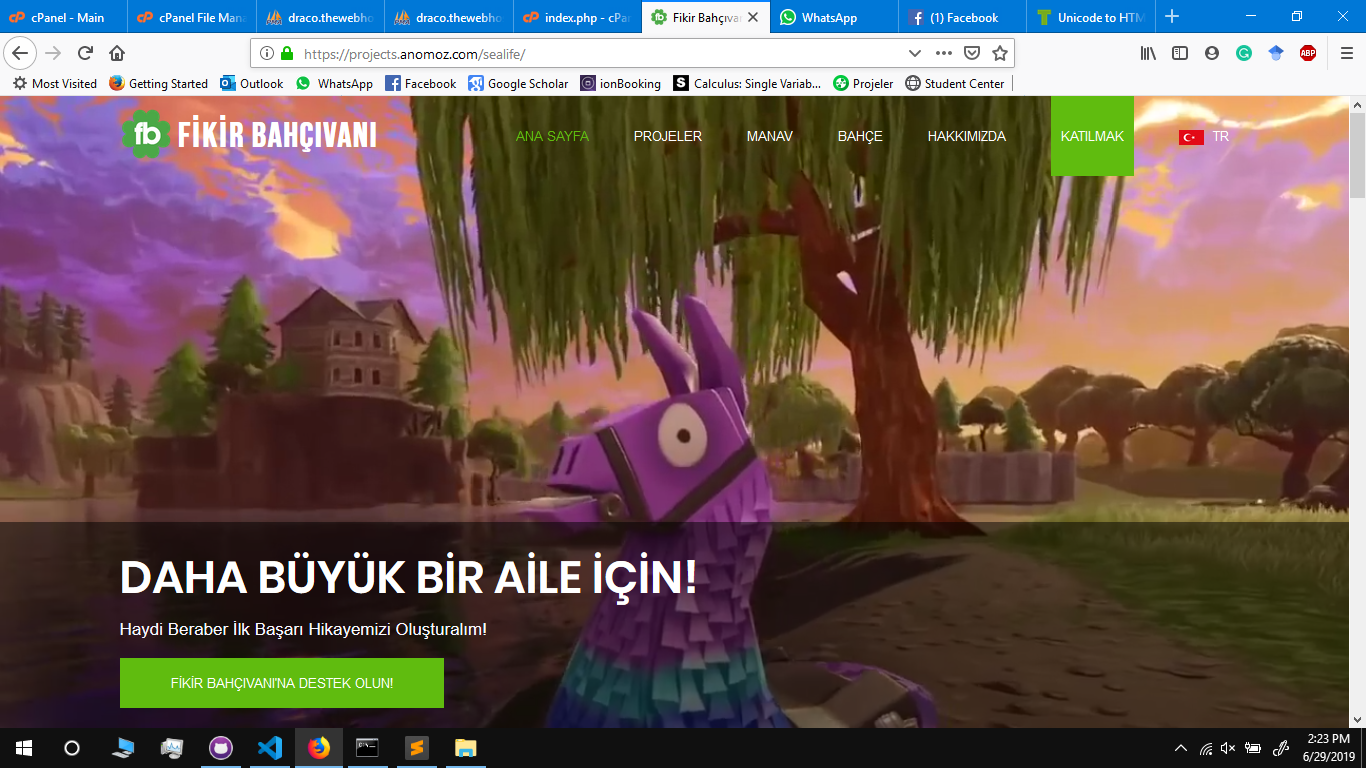 cPanel - Main
cPanel File Mana
draco.thewebho
draco.thewebho
index.php - cPa
Fikir Bahçıvan
WhatsApp
(1) Facebook
Unicode to HTM
https://projects.anomoz.com/sealife/
ABP
Most Visited
Getting Started
Outlook
WhatsApp
Facebook
Google Scholar
ionBooking
Calculus: Single Variab...
Projeler
Student Center
fb FİKİR BAHÇIVANI
ANA SAYFA
PROJELER
MANAV
BAHÇE
HAKKIMIZDA
KATILMAK
TR
DAHA BÜYÜK BİR AİLE İÇİN!
Haydi Beraber İlk Başarı Hikayemizi Oluşturalım!
FİKİR BAHÇIVANI'NA DESTEK OLUN!
2:23 PM
6/29/2019